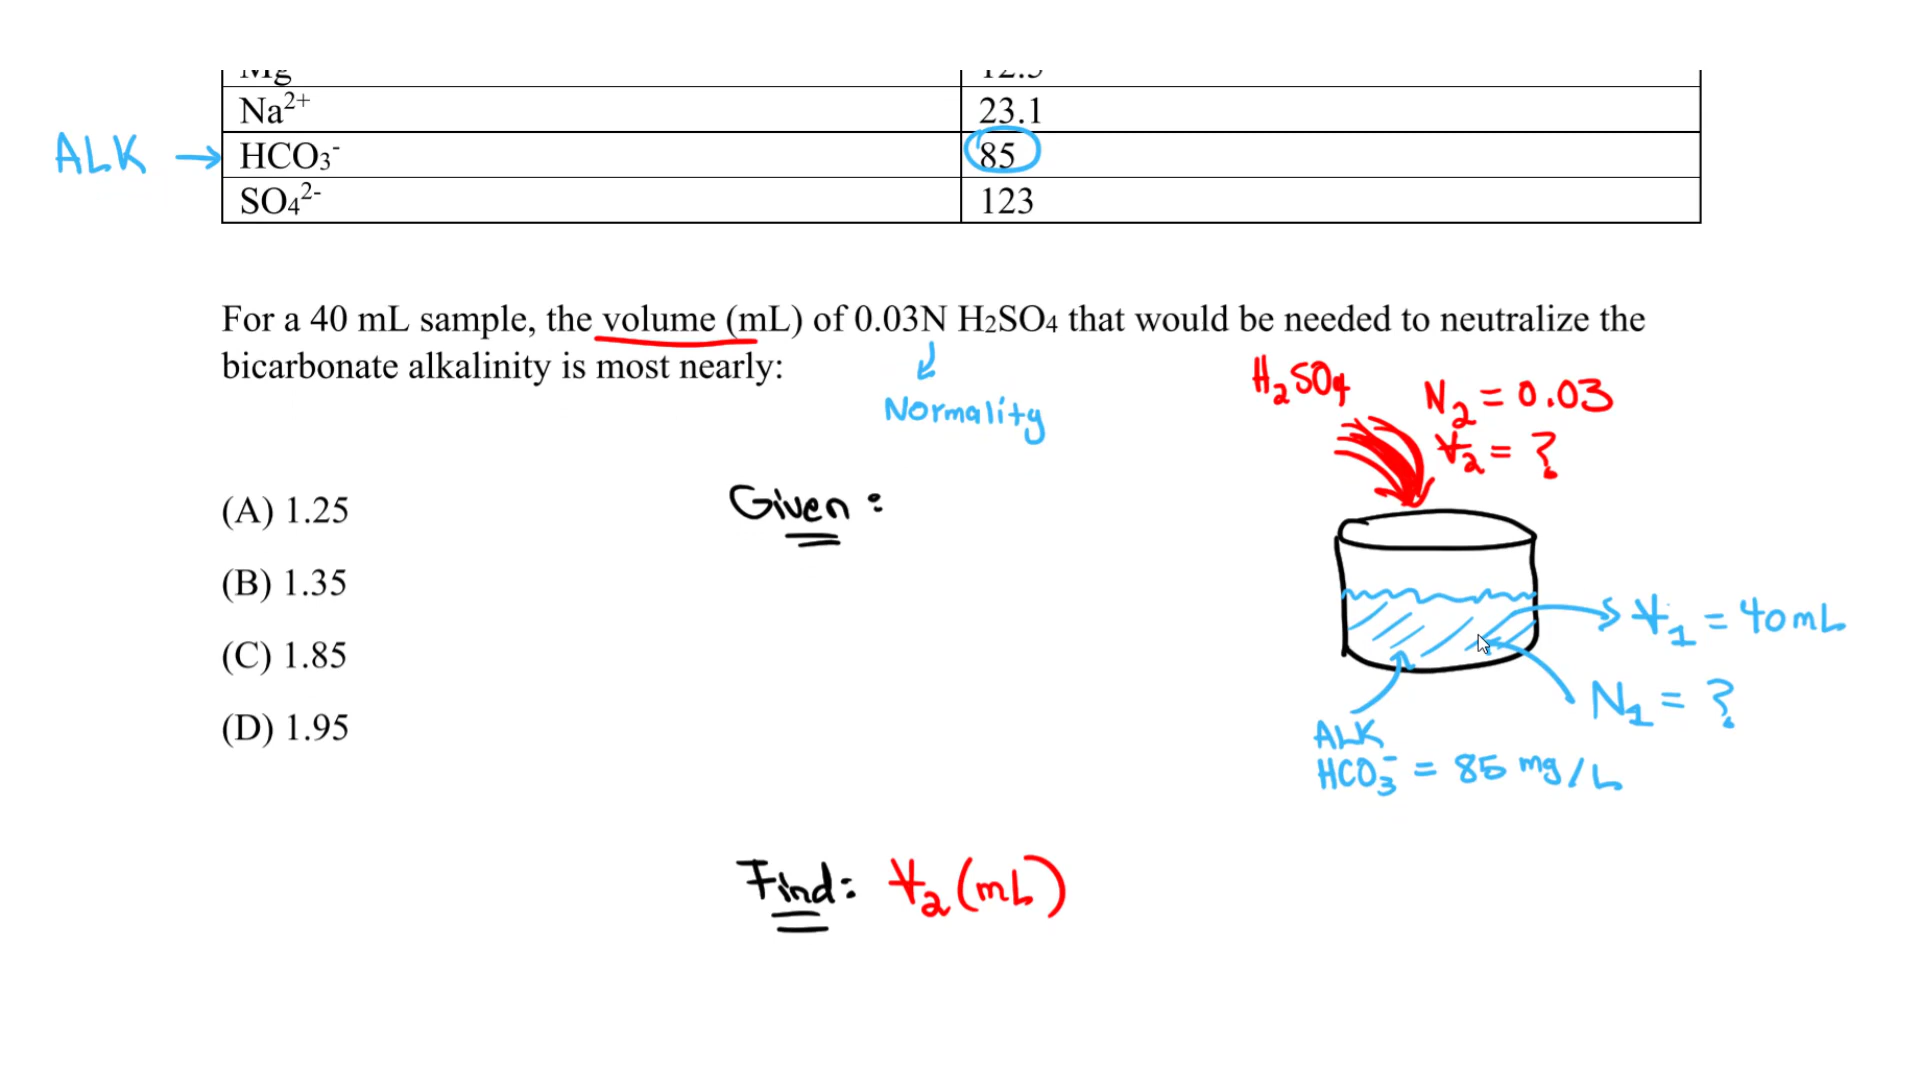 Na²⁺ 23.1
ALK → HCO₃⁻ 85
SO₄²⁻ 123
For a 40 mL sample, the volume (mL) of 0.03N H₂SO₄ that would be needed to neutralize the
bicarbonate alkalinity is most nearly:
Normality
H₂SO₄
N₂ = 0.03
V₂ = ?
(A) 1.25
(B) 1.35
(C) 1.85
(D) 1.95
Given:
V₁ = 40 mL
N₁ = ?
ALK
HCO₃⁻ = 85 mg/L
Find: V₂ (mL)